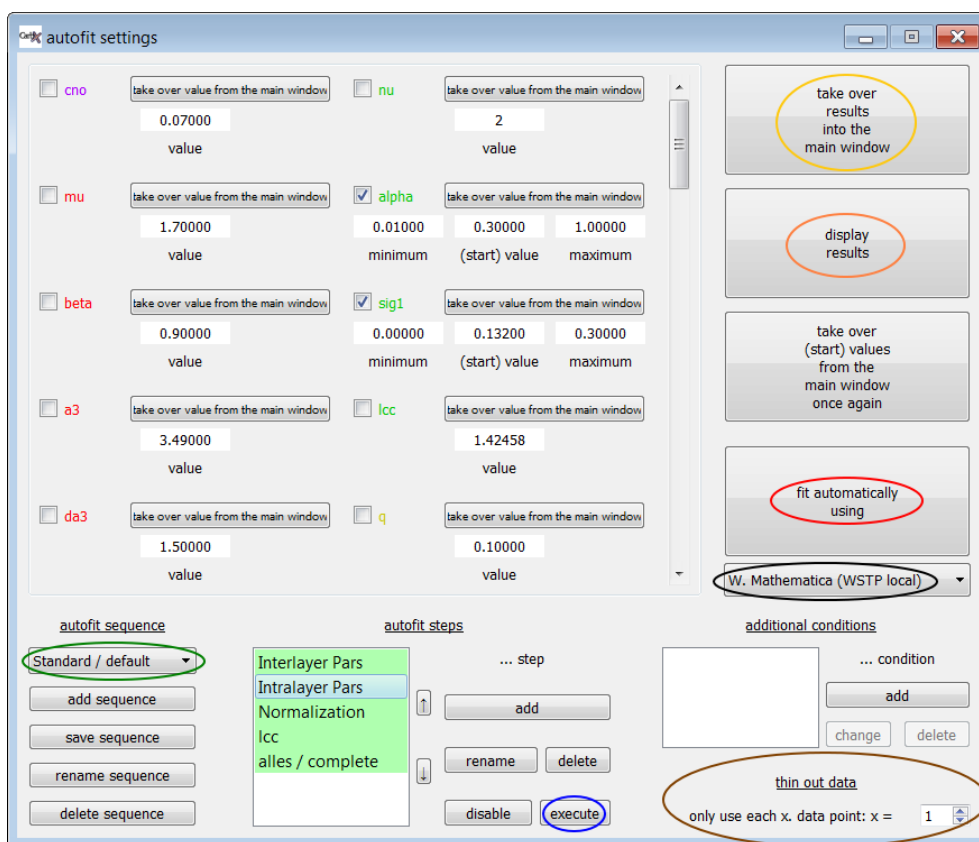 GetiX autofit settings
cno take over value from the main window
0.07000
value
nu take over value from the main window
2
value
mu take over value from the main window
1.70000
value
alpha take over value from the main window
0.01000 0.30000 1.00000
minimum (start) value maximum
beta take over value from the main window
0.90000
value
sig1 take over value from the main window
0.00000 0.13200 0.30000
minimum (start) value maximum
a3 take over value from the main window
3.49000
value
lcc take over value from the main window
1.42458
value
da3 take over value from the main window
1.50000
value
q take over value from the main window
0.10000
value
take over
results
into the
main window
display
results
take over
(start) values
from the
main window
once again
fit automatically
using
W. Mathematica (WSTP local)
autofit sequence
Standard / default
add sequence
save sequence
rename sequence
delete sequence
autofit steps
Interlayer Pars
Intralayer Pars
Normalization
lcc
alles / complete
↑
↓
... step
add
rename delete
disable execute
additional conditions
... condition
add
change delete
thin out data
only use each x. data point: x = 1